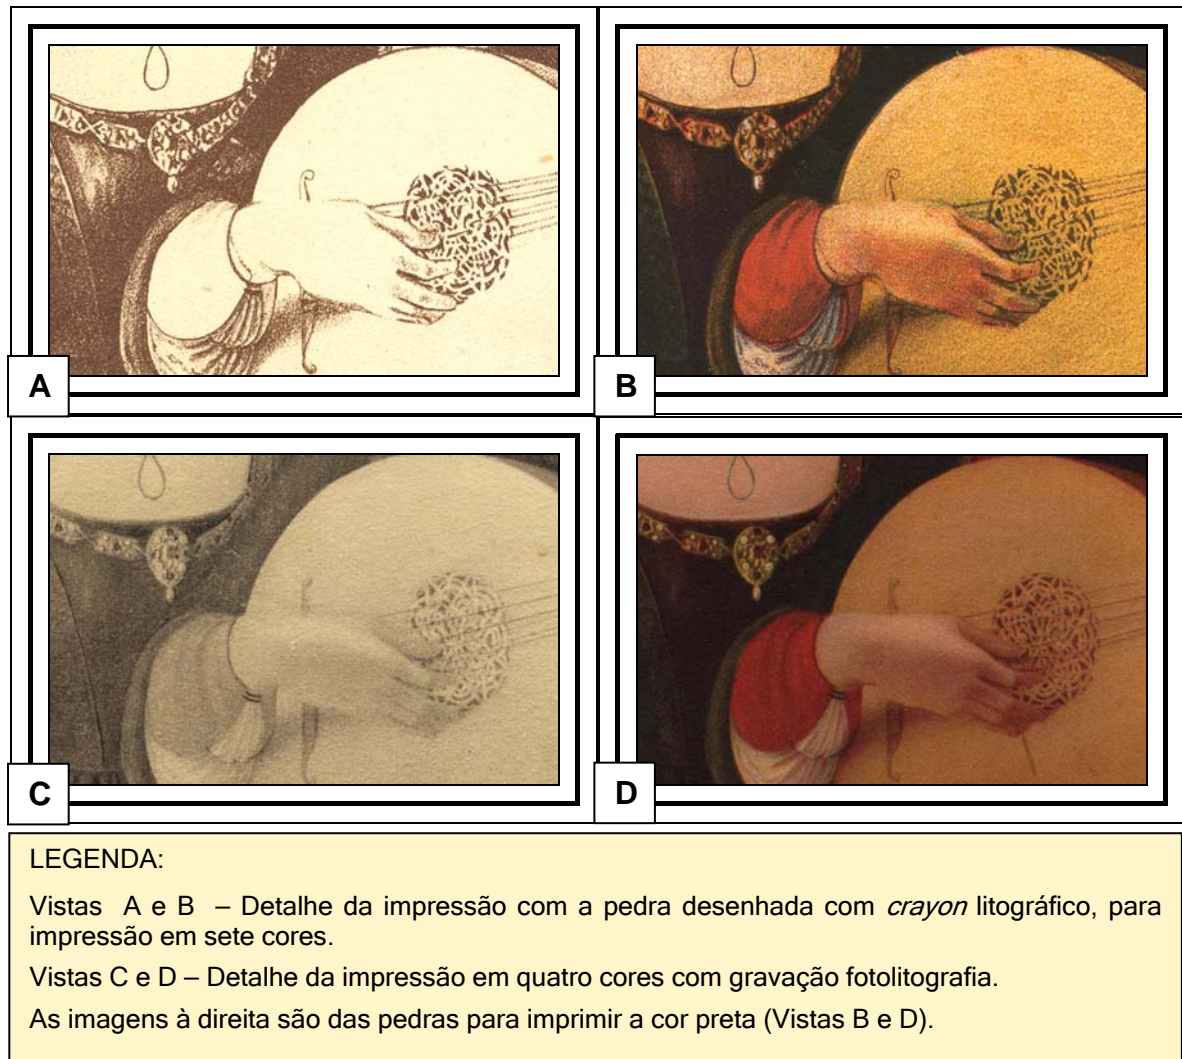 A
B
C
D
LEGENDA:
Vistas A e B – Detalhe da impressão com a pedra desenhada com crayon litográfico, para
impressão em sete cores.
Vistas C e D – Detalhe da impressão em quatro cores com gravação fotolitografia.
As imagens à direita são das pedras para imprimir a cor preta (Vistas B e D).